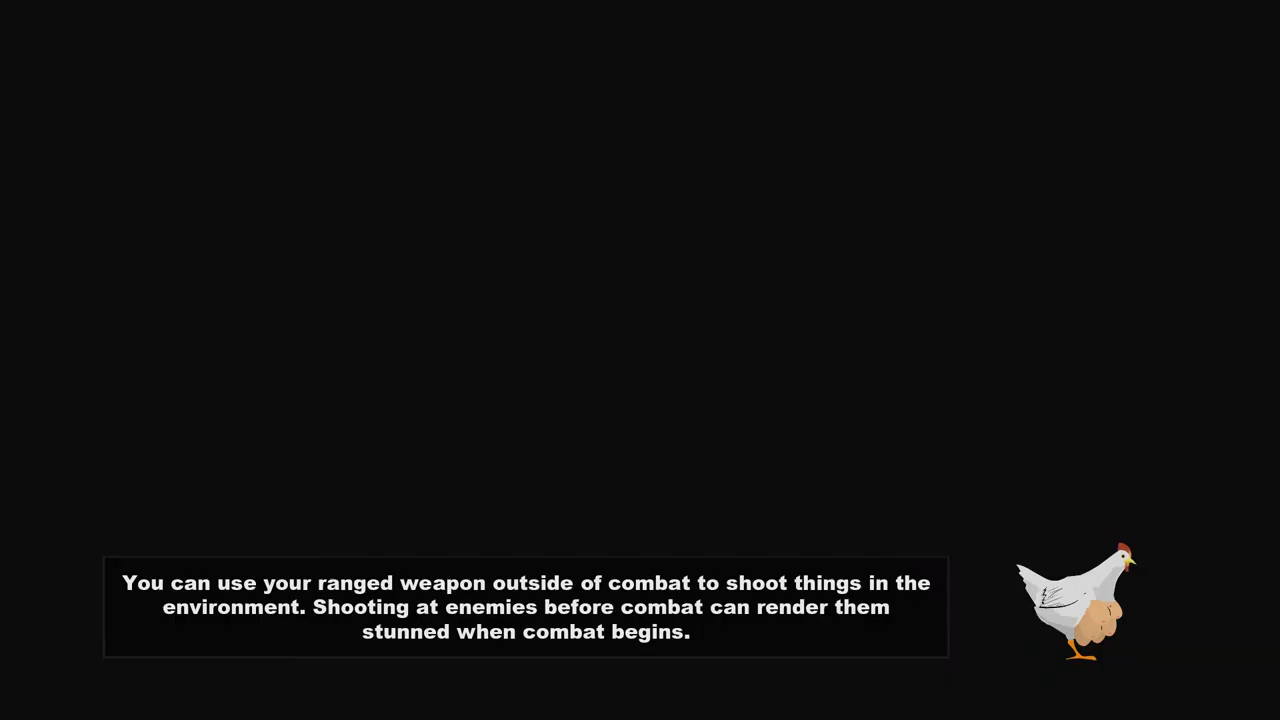 You can use your ranged weapon outside of combat to shoot things in the
environment. Shooting at enemies before combat can render them
stunned when combat begins.